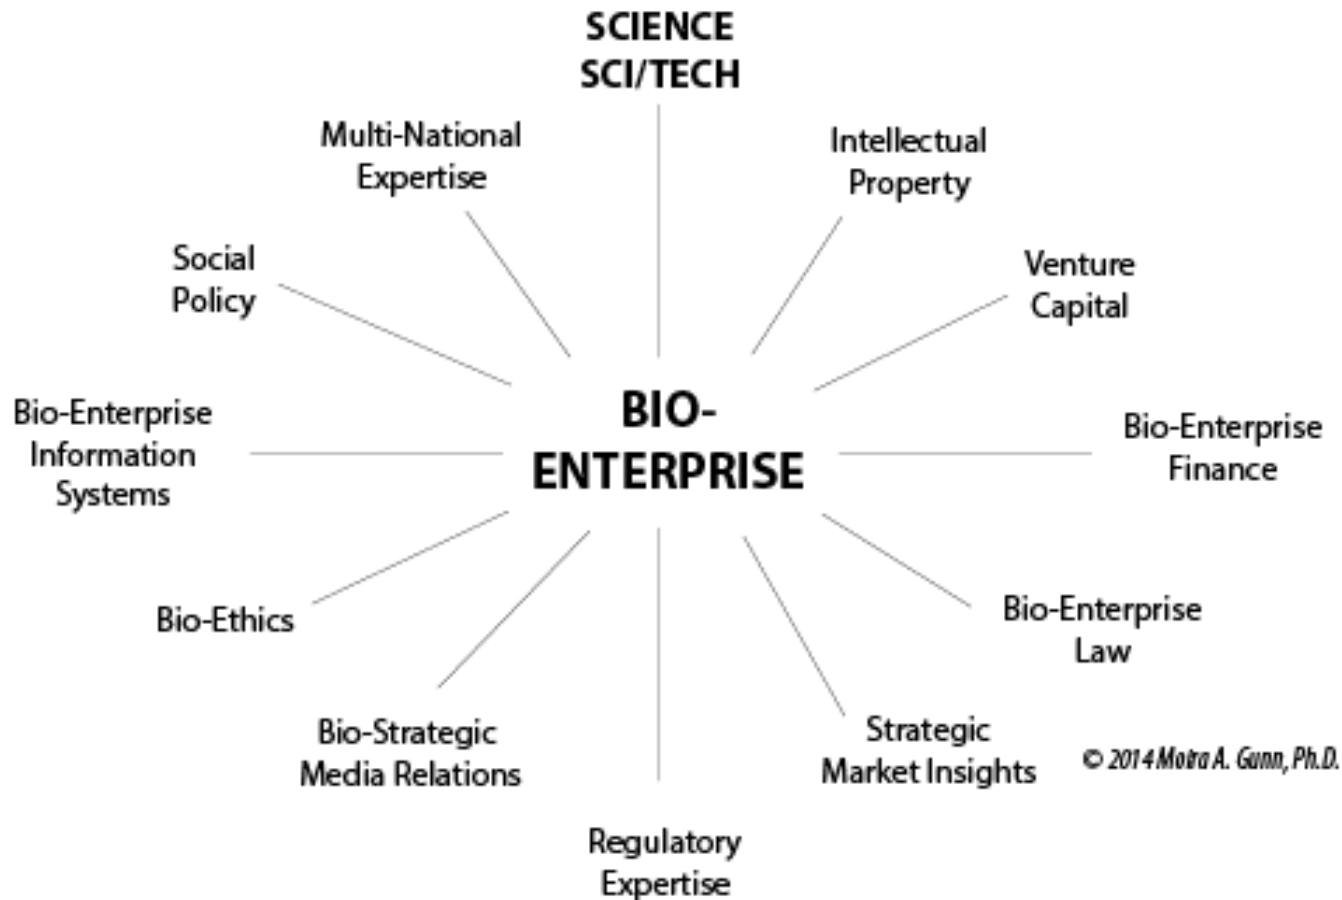 SCIENCE
SCI/TECH
Multi-National
Expertise
Intellectual
Property
Social
Policy
Venture
Capital
BIO-
ENTERPRISE
Bio-Enterprise
Information
Systems
Bio-Enterprise
Finance
Bio-Ethics
Bio-Enterprise
Law
Bio-Strategic
Media Relations
Strategic
Market Insights
© 2014 Moira A. Gunn, Ph.D.
Regulatory
Expertise